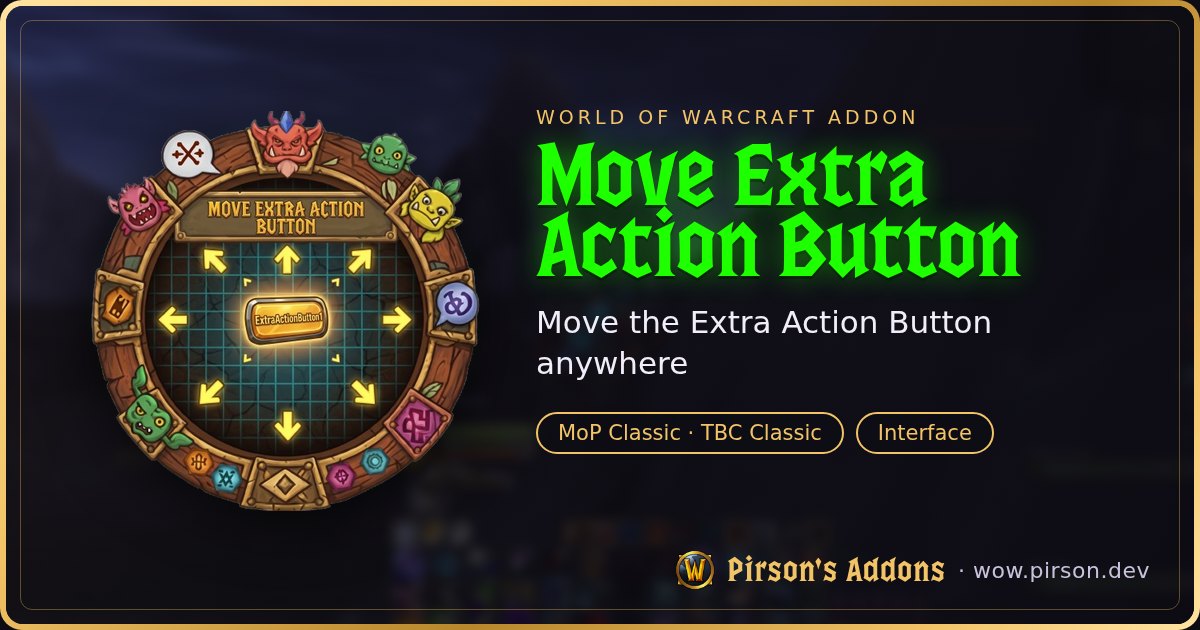 MOVE EXTRA ACTION
BUTTON
ExtraActionButton1
WORLD OF WARCRAFT ADDON
Move Extra
Action Button
Move the Extra Action Button
anywhere
MoP Classic · TBC Classic
Interface
W Pirson's Addons · wow.pirson.dev